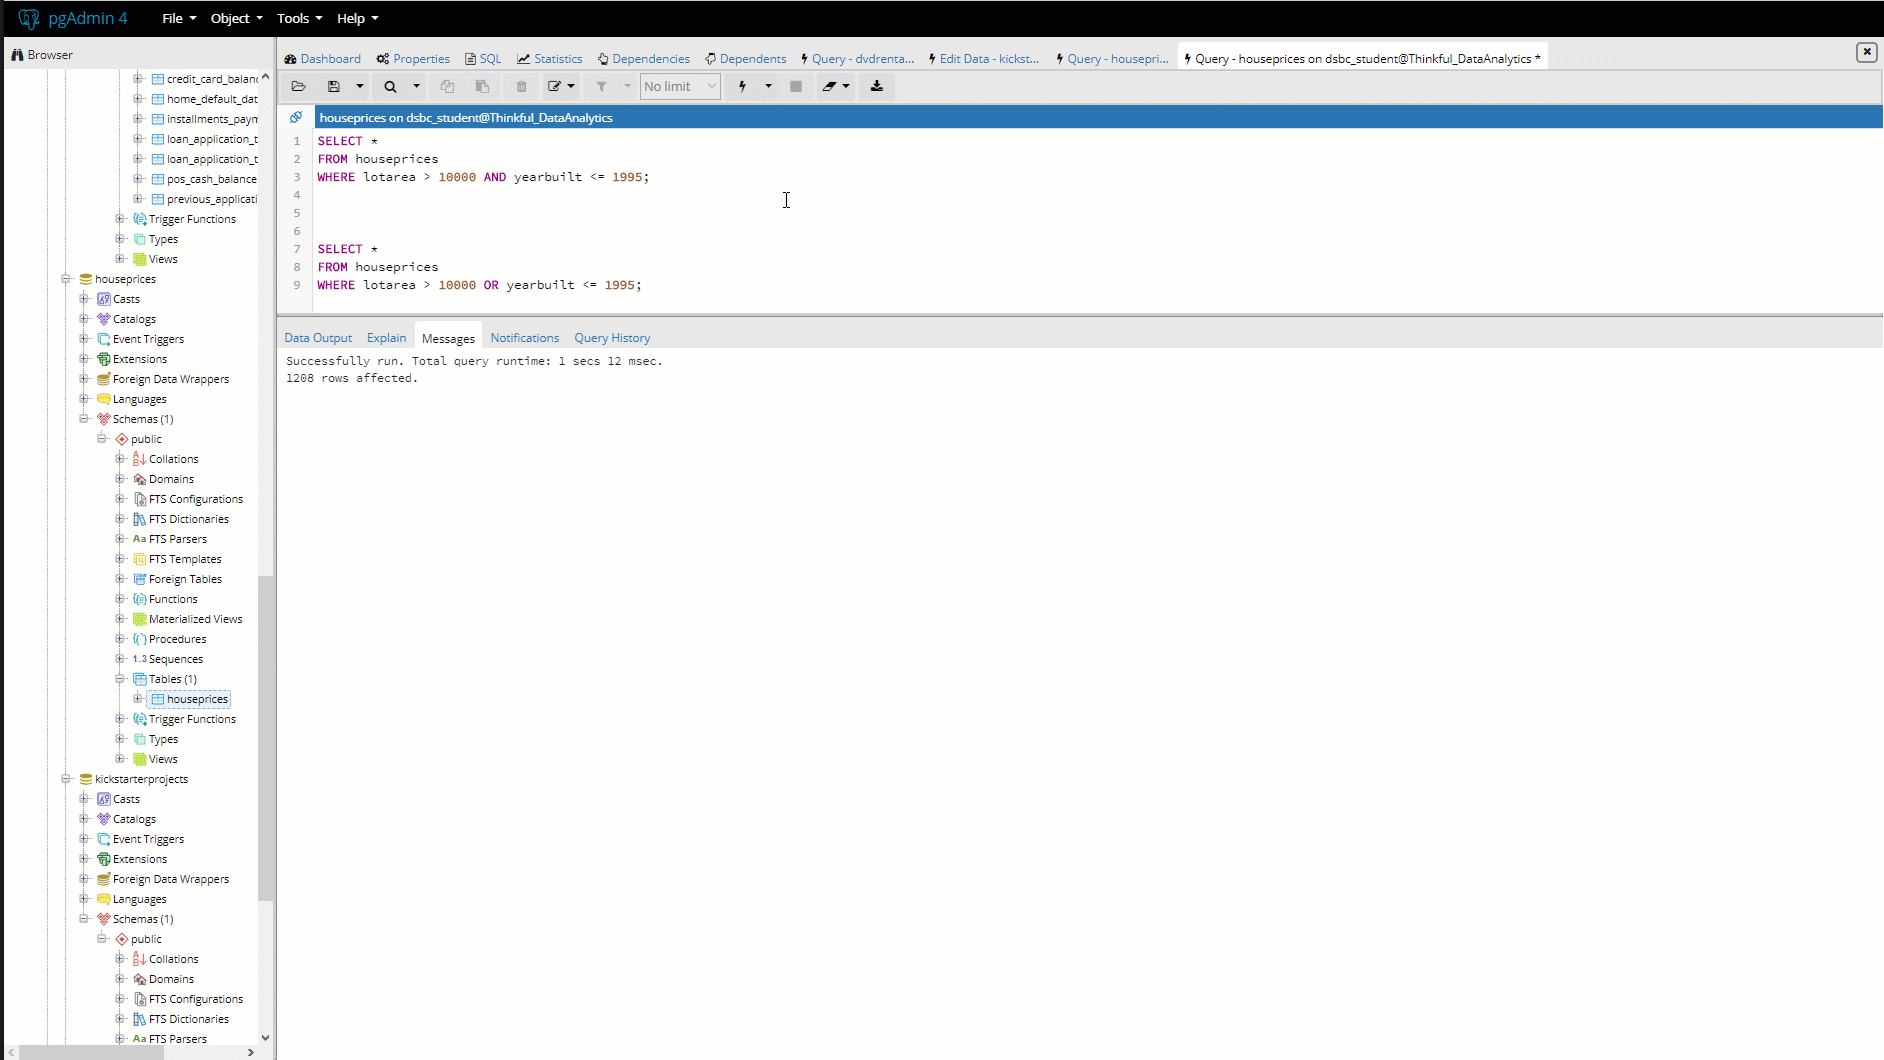 pgAdmin 4 File Object Tools Help
Browser
credit_card_balanc
home_default_dat
installments_paym
loan_application_t
loan_application_t
pos_cash_balance
previous_applicati
Trigger Functions
Types
Views
houseprices
Casts
Catalogs
Event Triggers
Extensions
Foreign Data Wrappers
Languages
Schemas (1)
public
Collations
Domains
FTS Configurations
FTS Dictionaries
FTS Parsers
FTS Templates
Foreign Tables
Functions
Materialized Views
Procedures
1..3 Sequences
Tables (1)
houseprices
Trigger Functions
Types
Views
kickstarterprojects
Casts
Catalogs
Event Triggers
Extensions
Foreign Data Wrappers
Languages
Schemas (1)
public
Collations
Domains
FTS Configurations
FTS Dictionaries
Aa FTS Parsers
Dashboard Properties SQL Statistics Dependencies Dependents Query - dvdrenta... Edit Data - kickst... Query - housepri... Query - houseprices on dsbc_student@Thinkful_DataAnalytics *
No limit
houseprices on dsbc_student@Thinkful_DataAnalytics
1 SELECT *
2 FROM houseprices
3 WHERE lotarea > 10000 AND yearbuilt <= 1995;
4
5
6
7 SELECT *
8 FROM houseprices
9 WHERE lotarea > 10000 OR yearbuilt <= 1995;
Data Output Explain Messages Notifications Query History
Successfully run. Total query runtime: 1 secs 12 msec.
1208 rows affected.